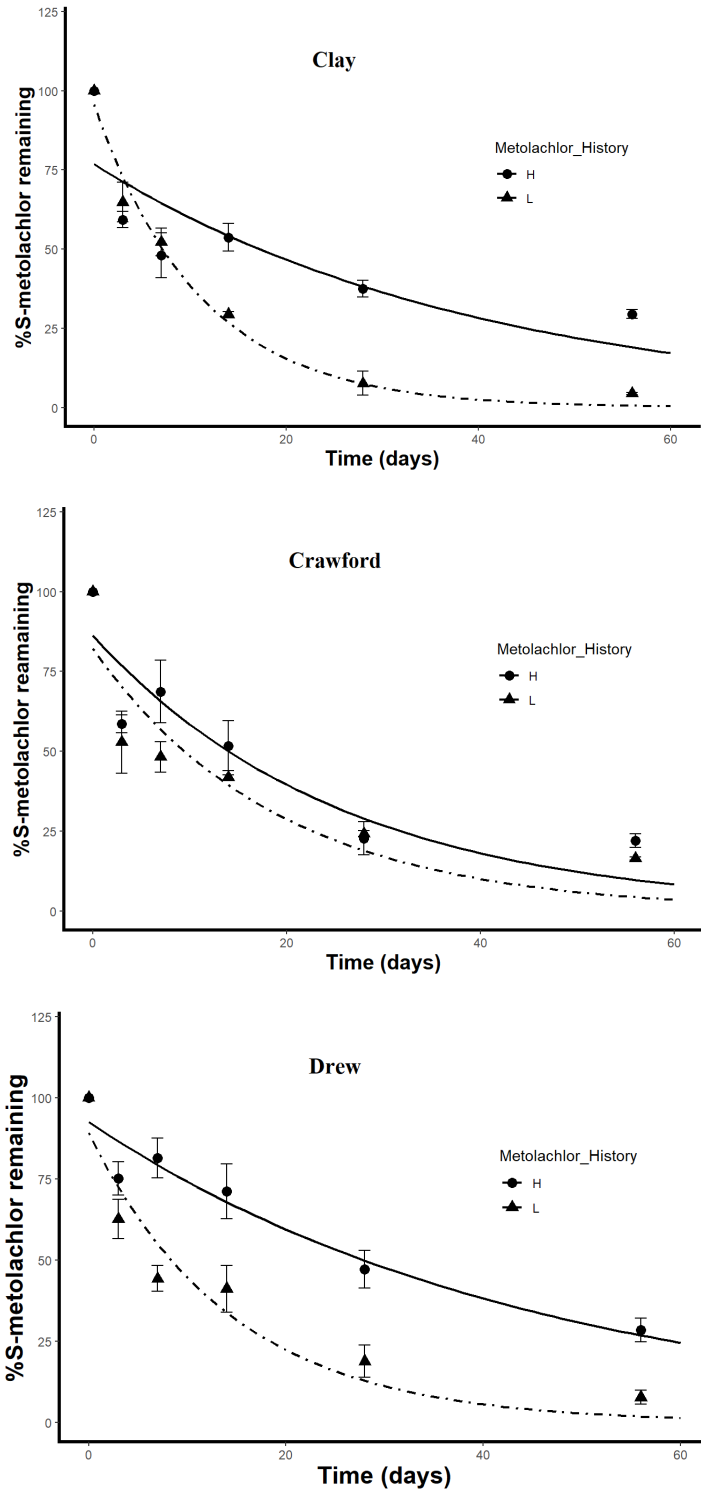 125
Clay
100
Metolachlor_History
H
L
75
50
25
0
%S-metolachlor remaining
0 20 40 60
Time (days)
125
Crawford
100
Metolachlor_History
H
L
75
50
25
0
%S-metolachlor reamaining
0 20 40 60
Time (days)
125
Drew
100
Metolachlor_History
H
L
75
50
25
0
%S-metolachlor remaining
0 20 40 60
Time (days)